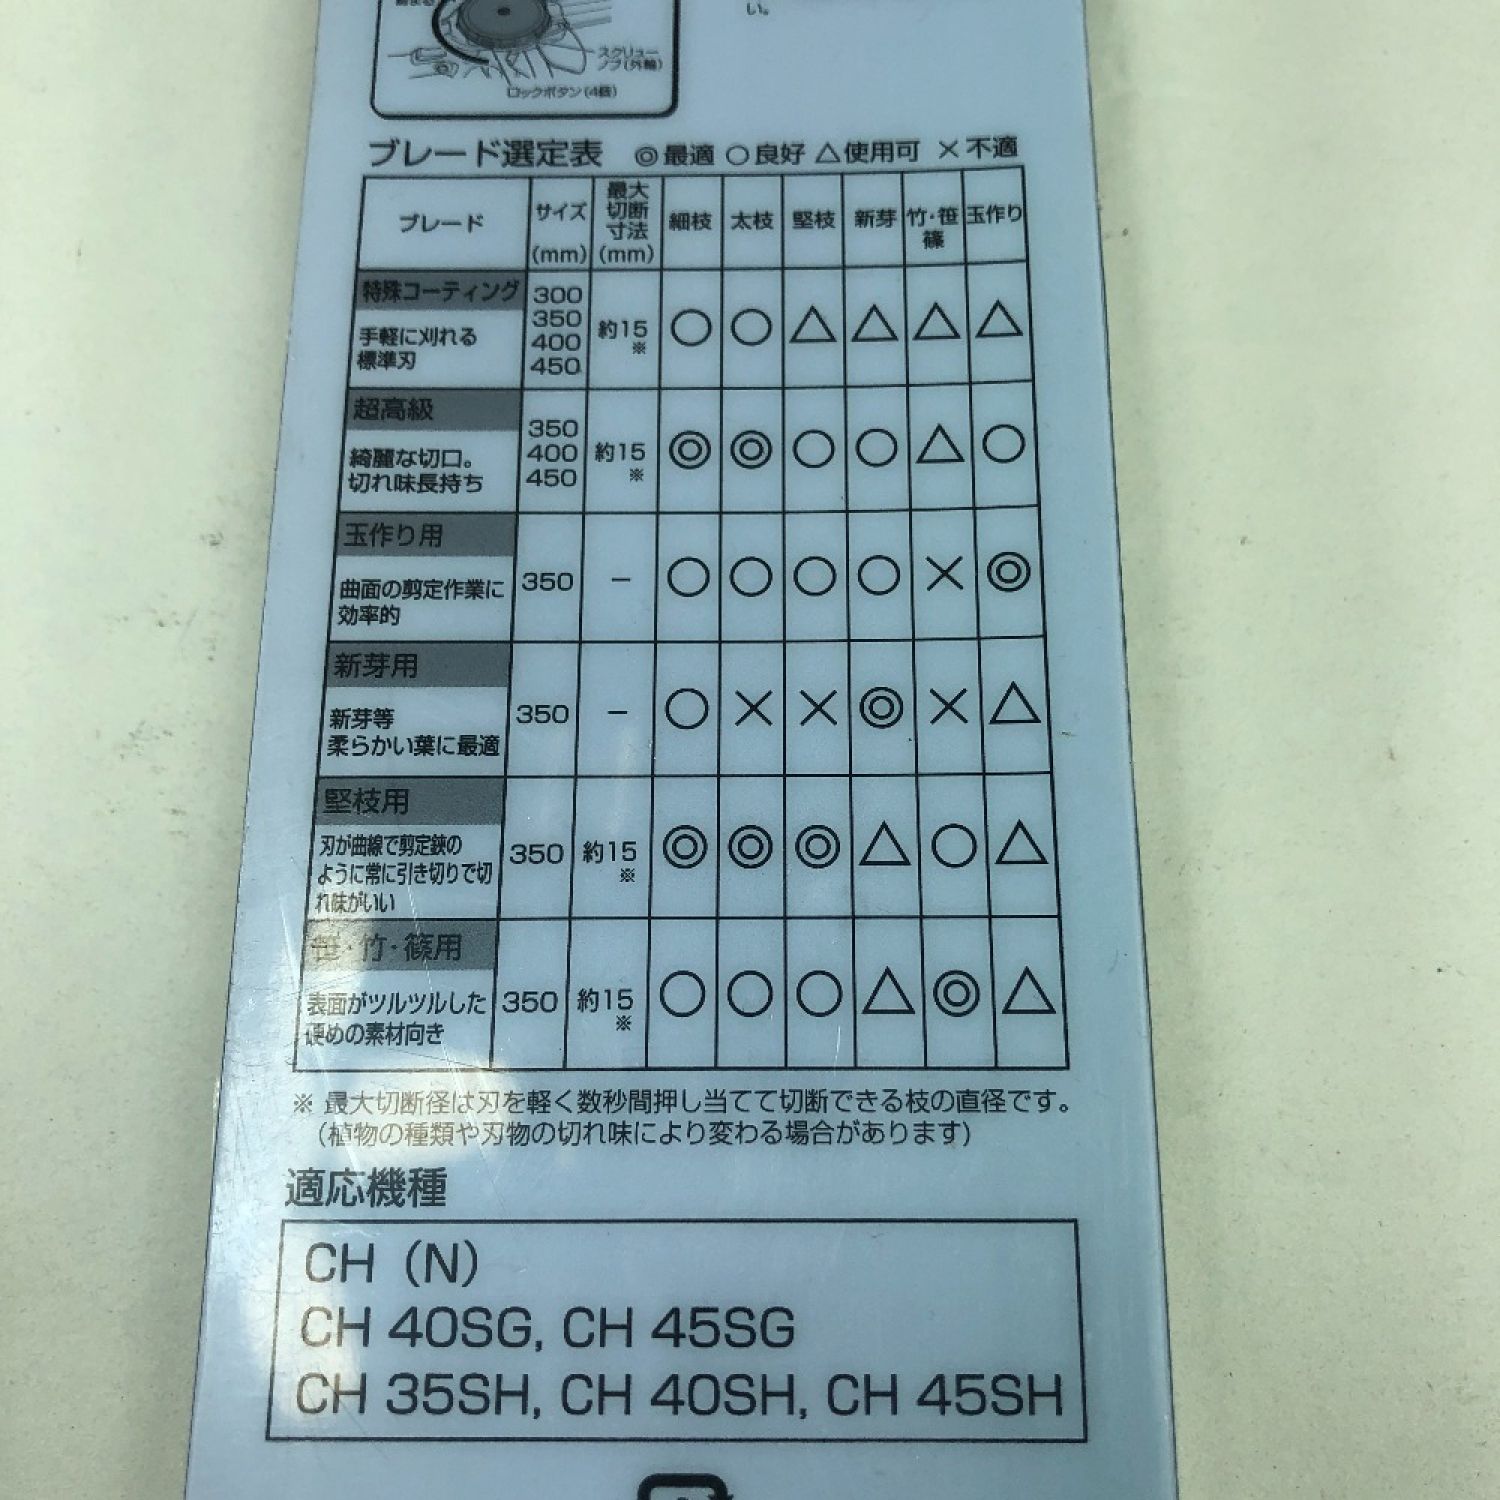 い。
スクリュー
ノブ(外輪)
ロックボタン(4個)
ブレード選定表 ◎最適 ○良好 △使用可 ×不適
ブレード サイズ(mm) 最大切断寸法(mm) 細枝 太枝 堅枝 新芽 竹・笹篠 玉作り
特殊コーティング
手軽に刈れる
標準刃
300
350
400
450
約15※ ○ ○ △ △ △ △
超高級
綺麗な切口。
切れ味長持ち
350
400
450
約15※ ◎ ◎ ○ ○ △ ○
玉作り用
曲面の剪定作業に
効率的
350 − ○ ○ ○ ○ × ◎
新芽用
新芽等
柔らかい葉に最適
350 − ○ × × ◎ × △
堅枝用
刃が曲線で剪定鋏の
ように常に引き切りで切
れ味がいい
350 約15※ ◎ ◎ ◎ △ ○ △
笹・竹・篠用
表面がツルツルした
硬めの素材向き
350 約15※ ○ ○ ○ △ ◎ △
※ 最大切断径は刃を軽く数秒間押し当てて切断できる枝の直径です。
(植物の種類や刃物の切れ味により変わる場合があります)
適応機種
CH (N)
CH 40SG, CH 45SG
CH 35SH, CH 40SH, CH 45SH